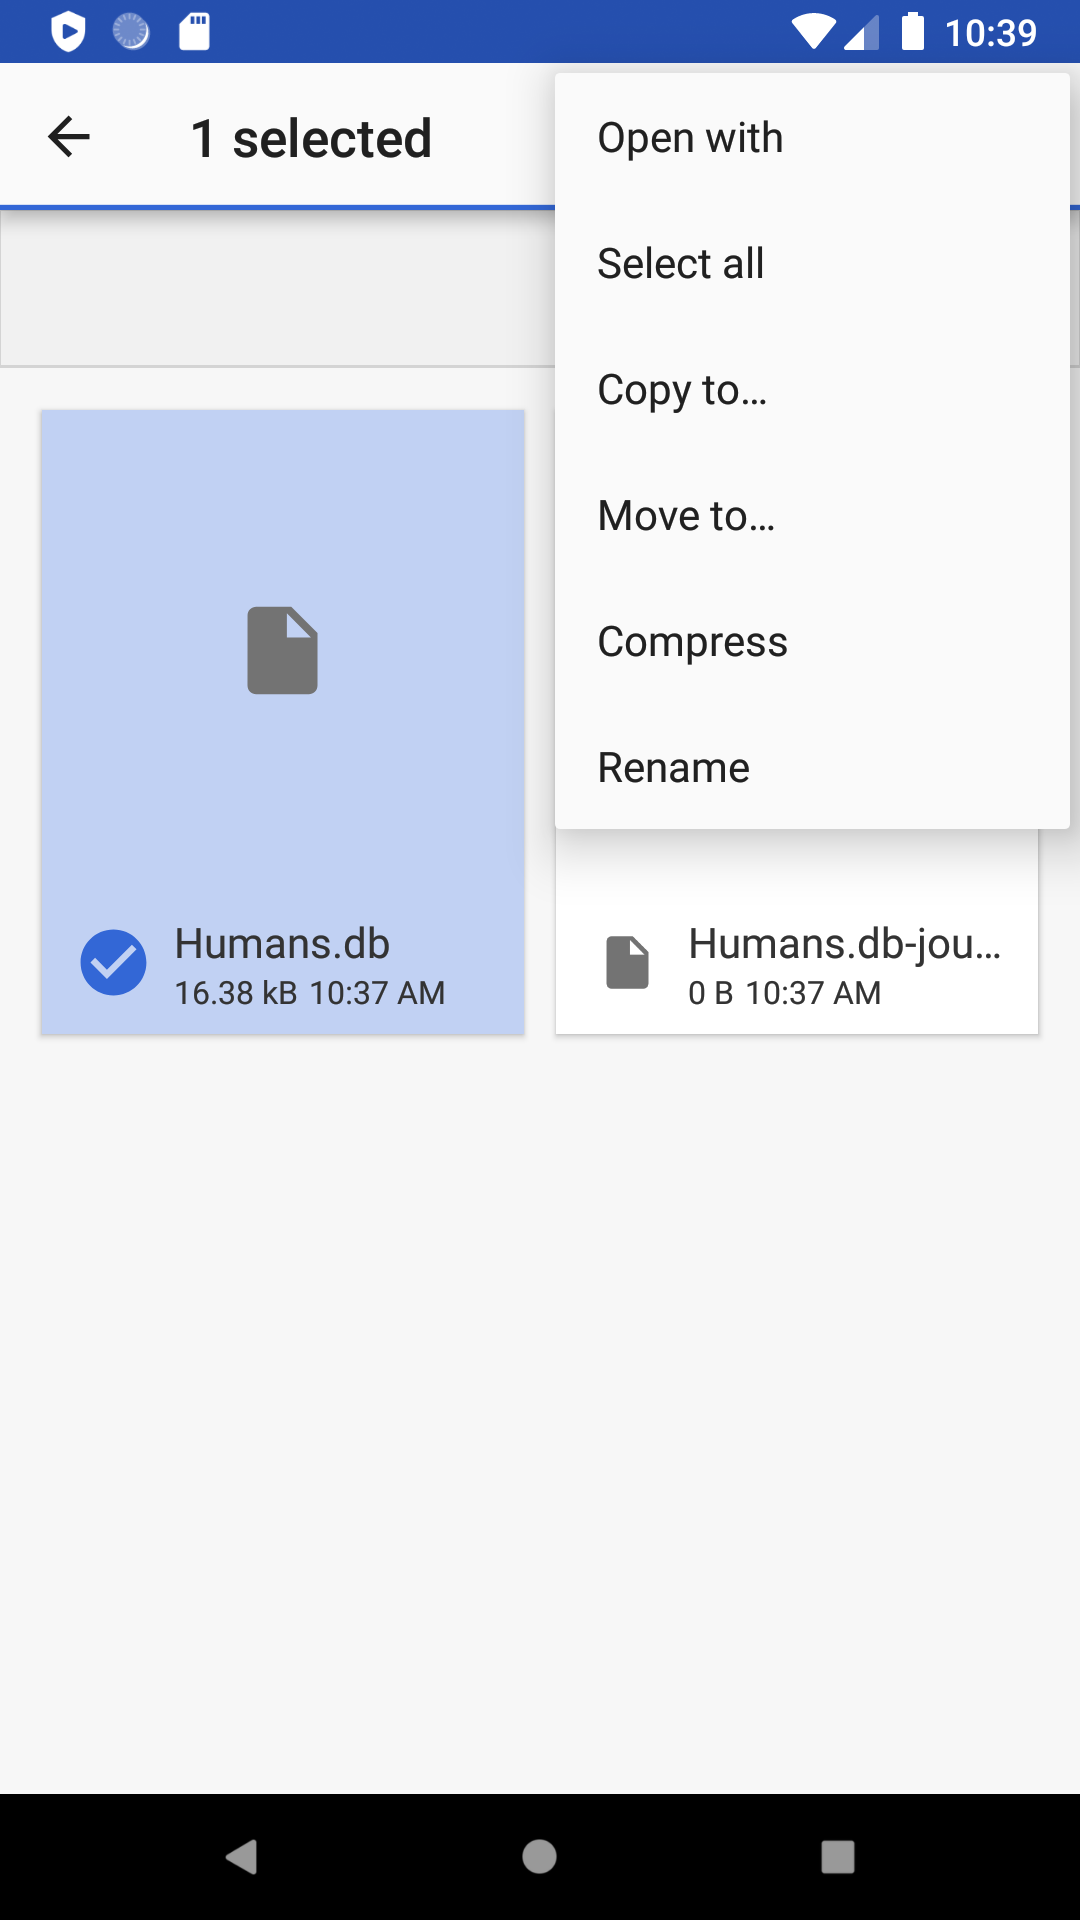 10:39
1 selected
Open with
Select all
Copy to…
Move to…
Compress
Rename
Humans.db
16.38 kB 10:37 AM
Humans.db-jou…
0 B 10:37 AM